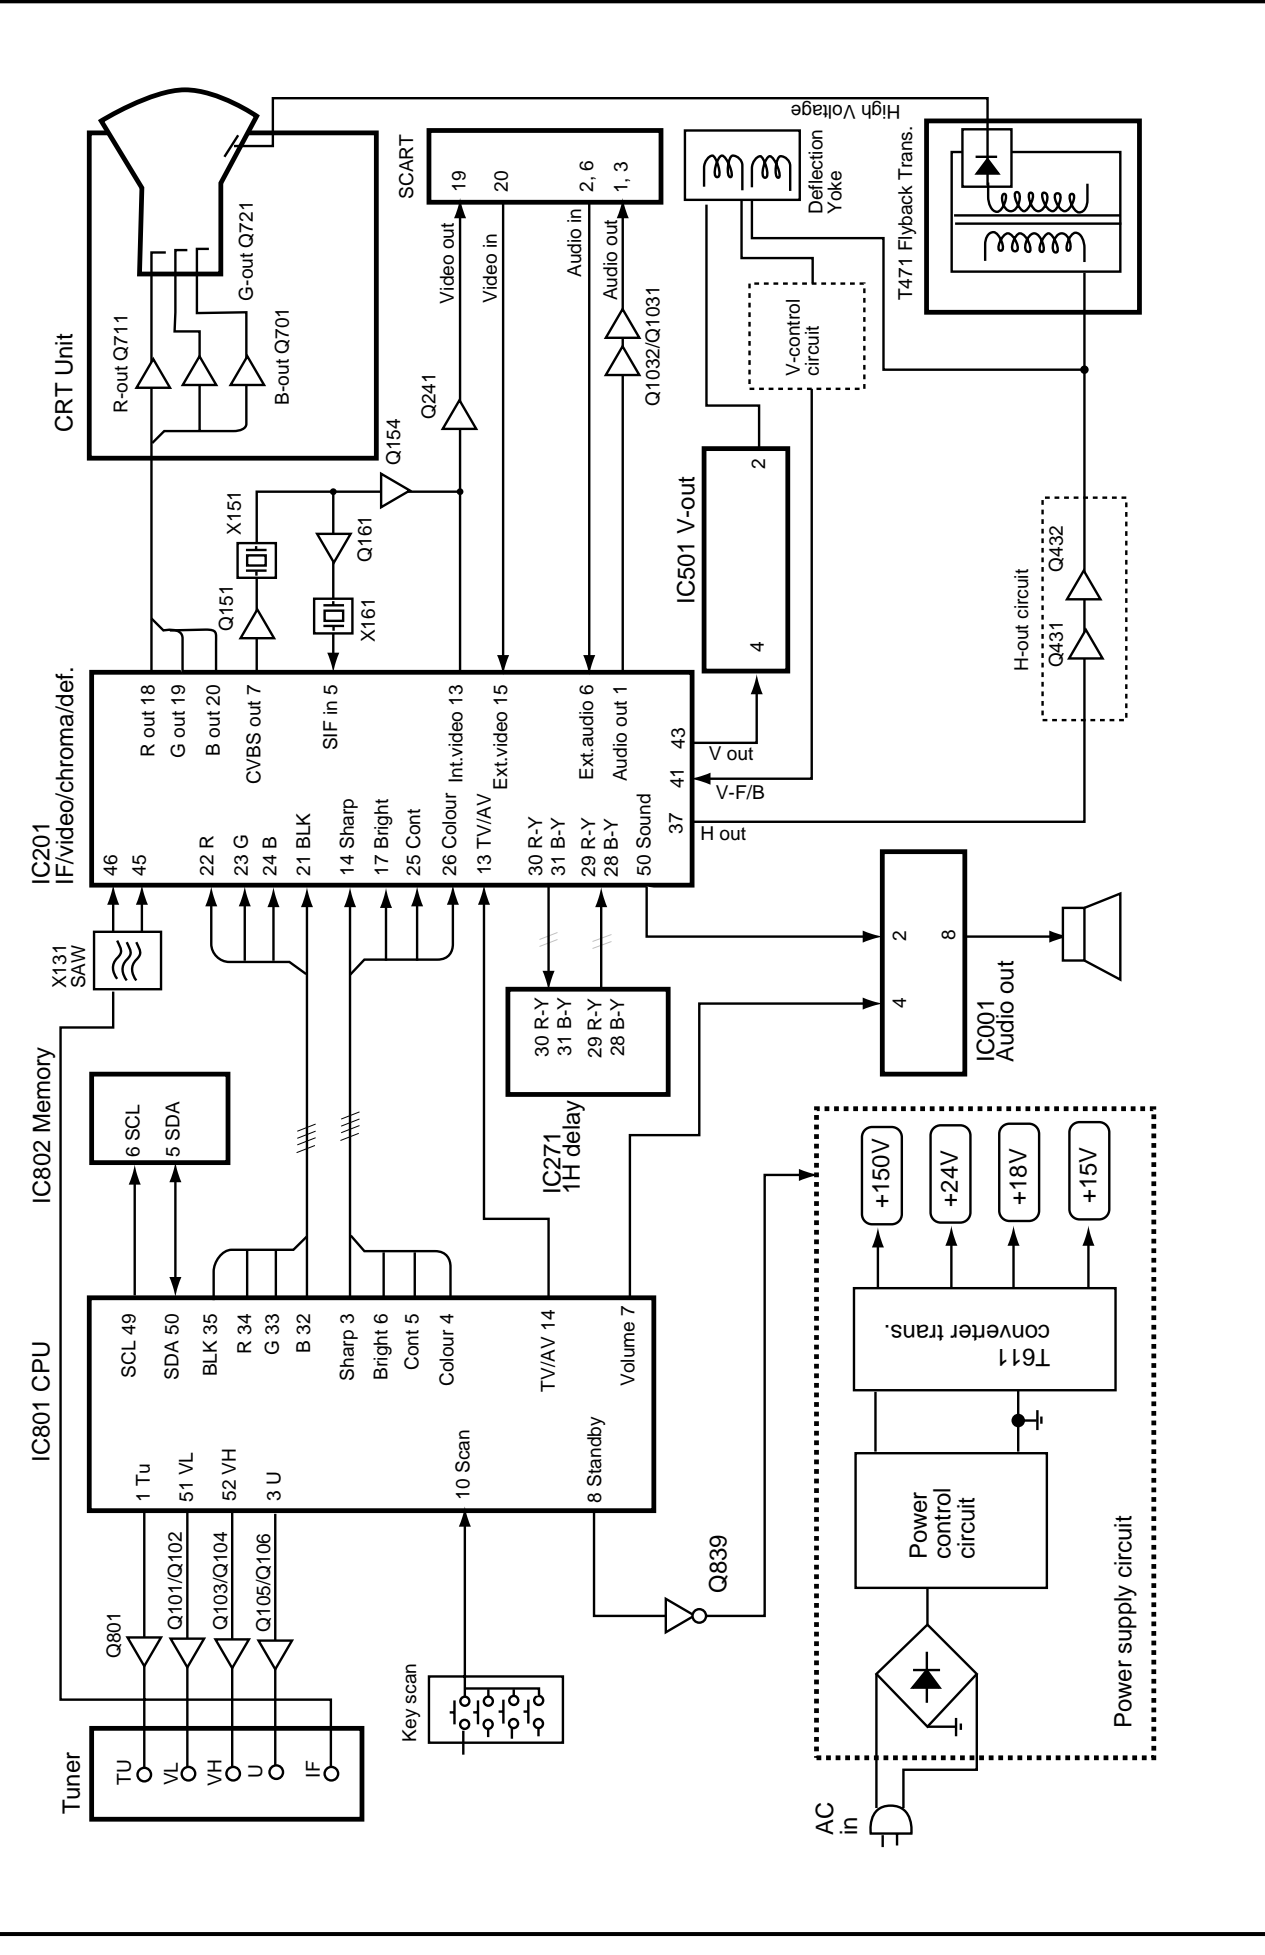 CRT Unit
R-out Q711
G-out Q721
B-out Q701
SCART
19
20
2, 6
1, 3
Video out
Video in
Audio in
Audio out
Q241
Q1032/Q1031
Q154
Q151
X151
Q161
X161
High Voltage
Deflection
Yoke
T471 Flyback Trans.
V-control
circuit
IC501 V-out
2
4
H-out circuit
Q431
Q432
IC201
IF/video/chroma/def.
46
45
22 R
23 G
24 B
21 BLK
14 Sharp
17 Bright
25 Cont
26 Colour
13 TV/AV
30 R-Y
31 B-Y
29 R-Y
28 B-Y
50 Sound
R out 18
G out 19
B out 20
CVBS out 7
SIF in 5
Int.video 13
Ext.video 15
Ext.audio 6
Audio out 1
43
41
37
V out
V-F/B
H out
X131
SAW
IC802 Memory
6 SCL
5 SDA
IC271
1H delay
30 R-Y
31 B-Y
29 R-Y
28 B-Y
IC001
Audio out
2
4
8
IC801 CPU
SCL 49
SDA 50
BLK 35
R 34
G 33
B 32
Sharp 3
Bright 6
Cont 5
Colour 4
TV/AV 14
Volume 7
1 Tu
51 VL
52 VH
3 U
10 Scan
8 Standby
Q801
Q101/Q102
Q103/Q104
Q105/Q106
Tuner
TU
VL
VH
U
IF
Key scan
Q839
+150V
+24V
+18V
+15V
T611
converter trans.
Power
control
circuit
Power supply circuit
AC
in